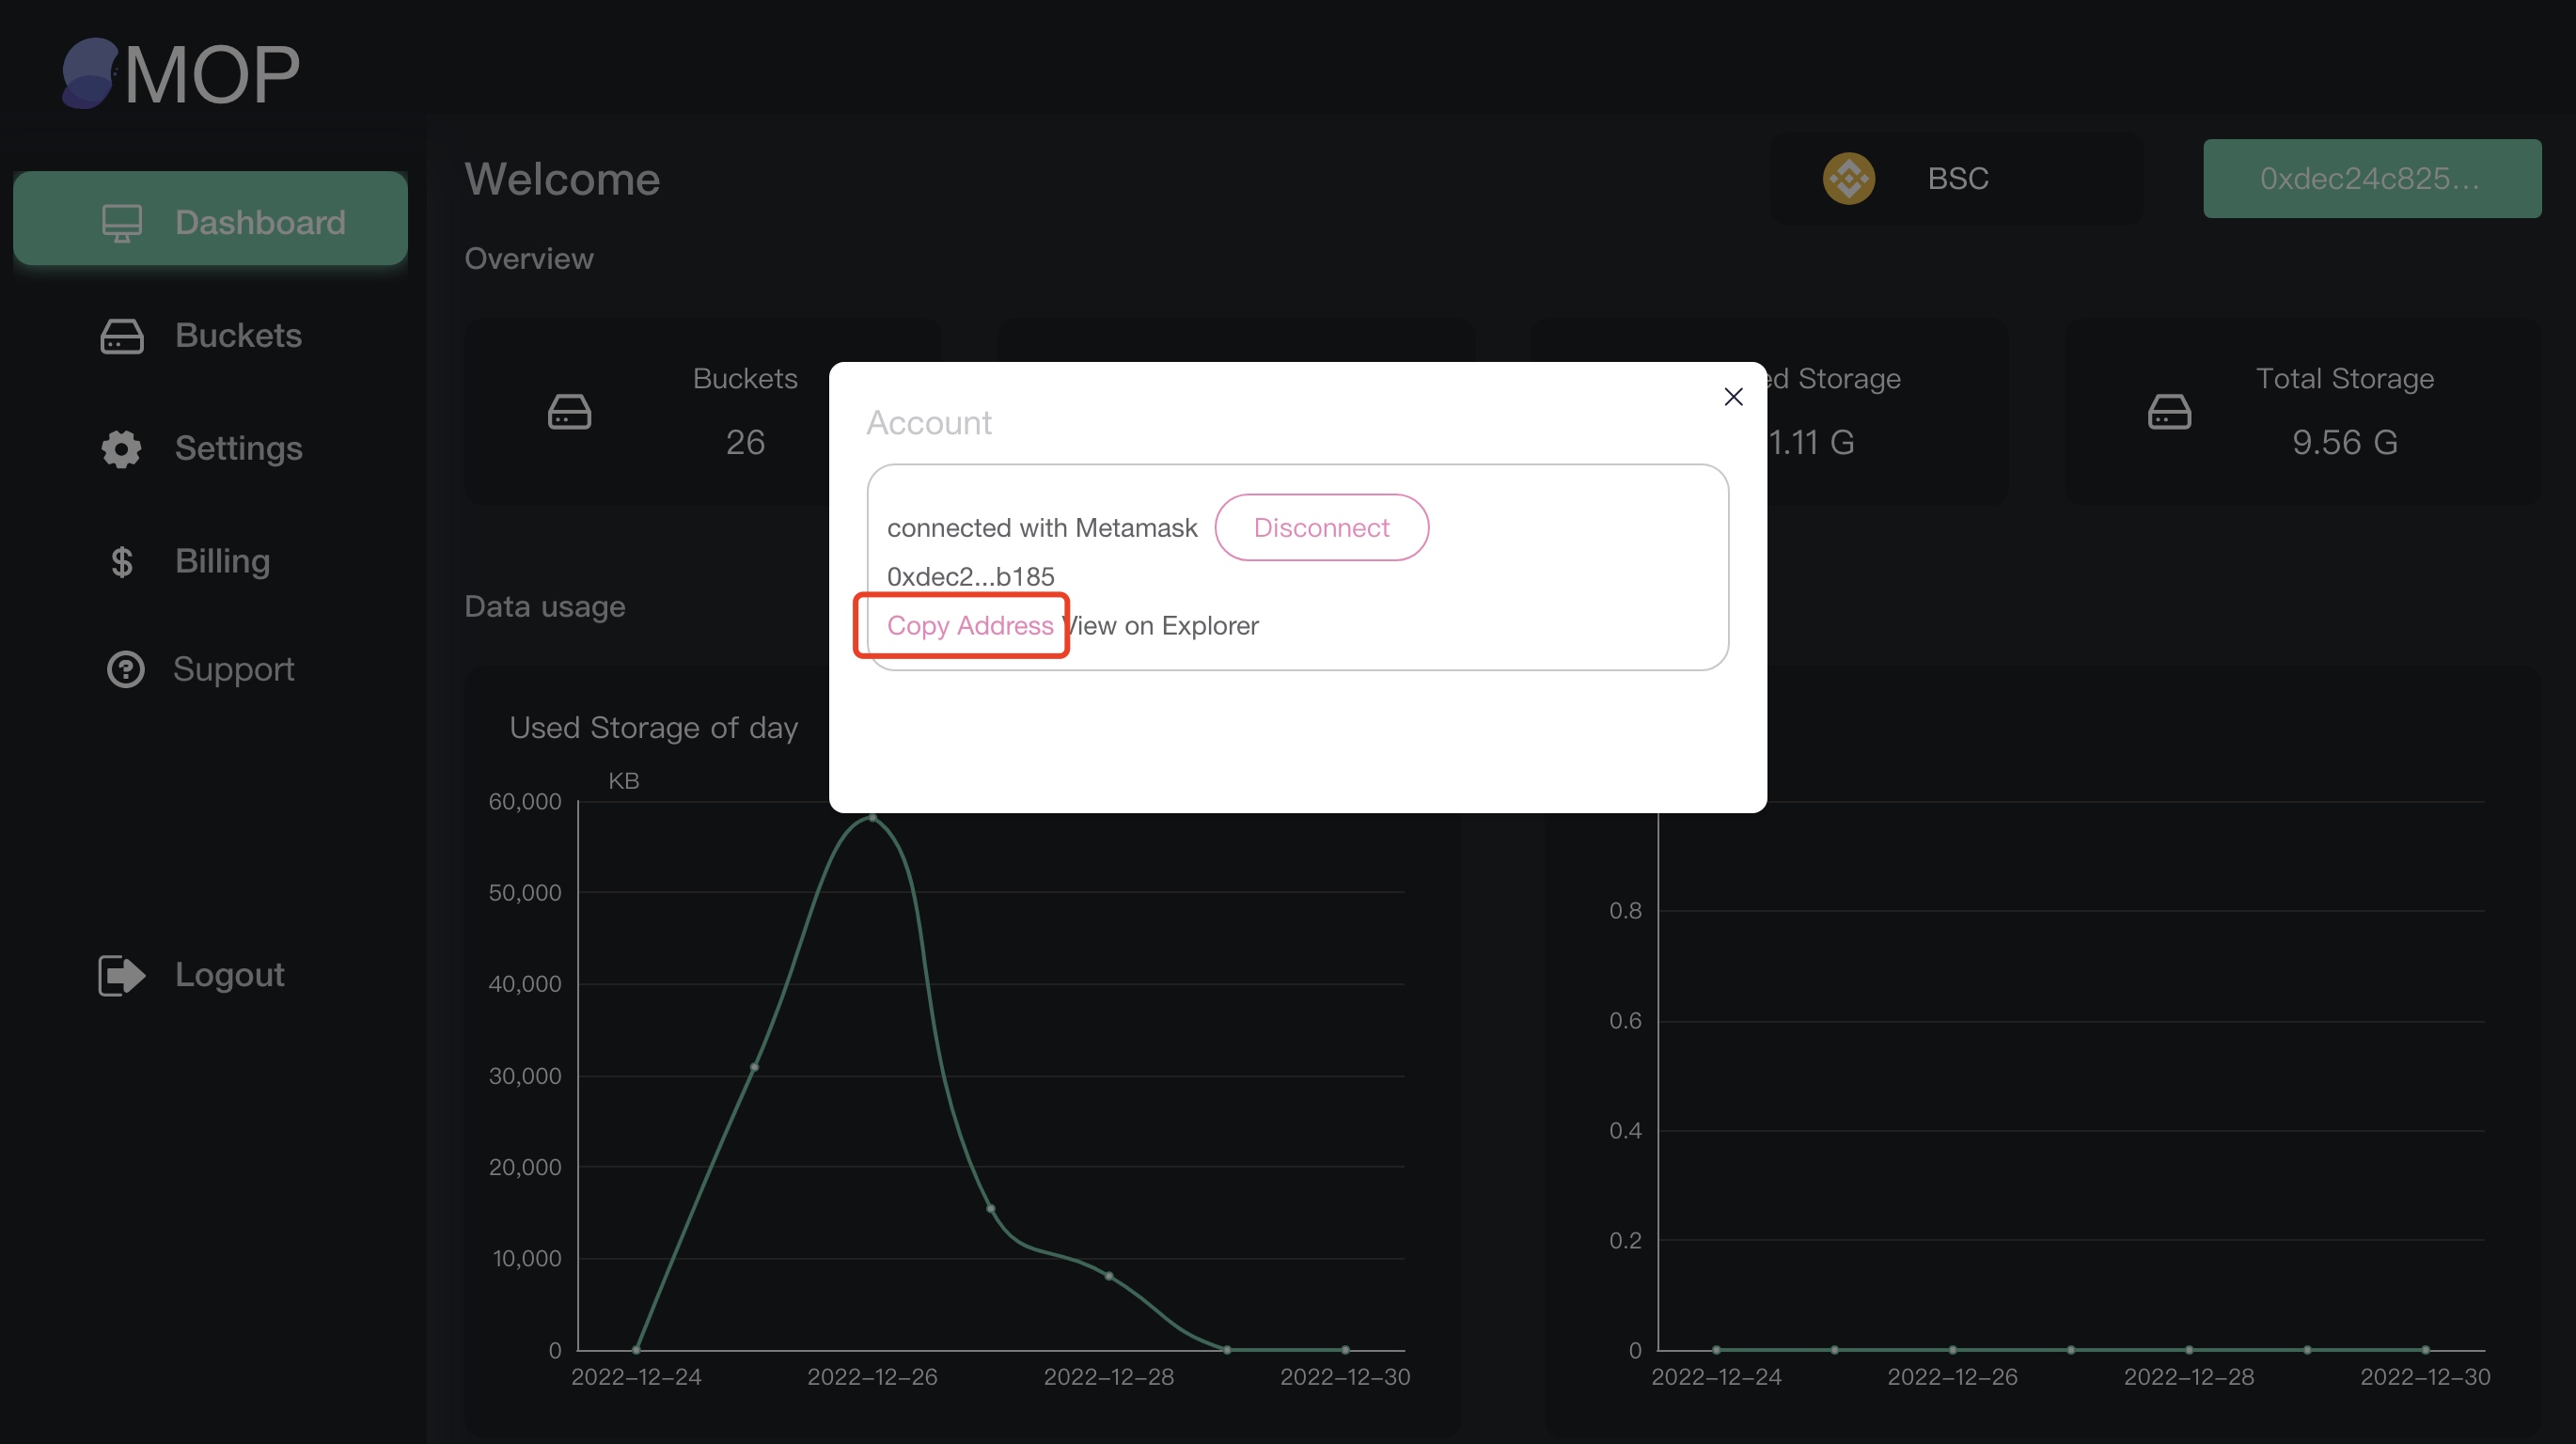 MOP
Dashboard
Buckets
Settings
Billing
Support
Logout
Welcome
BSC
0xdec24c825...
Overview
Buckets
26
ed Storage
1.11 G
Total Storage
9.56 G
Account
connected with Metamask
Disconnect
0xdec2...b185
Copy Address
View on Explorer
Data usage
Used Storage of day
KB
60,000
50,000
40,000
30,000
20,000
10,000
0
2022-12-24
2022-12-26
2022-12-28
2022-12-30
0.8
0.6
0.4
0.2
0
2022-12-24
2022-12-26
2022-12-28
2022-12-30